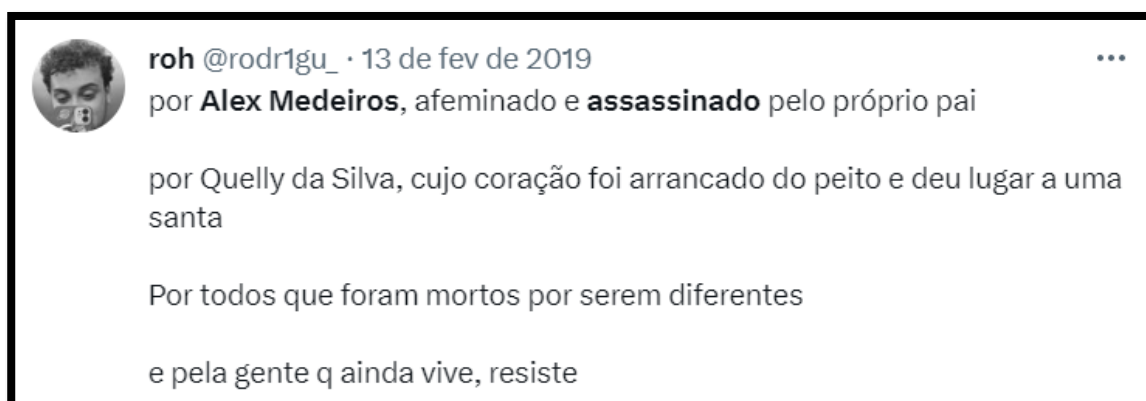 roh @rodr1gu_ · 13 de fev de 2019
por Alex Medeiros, afeminado e assassinado pelo próprio pai
por Quelly da Silva, cujo coração foi arrancado do peito e deu lugar a uma
santa
Por todos que foram mortos por serem diferentes
e pela gente q ainda vive, resiste